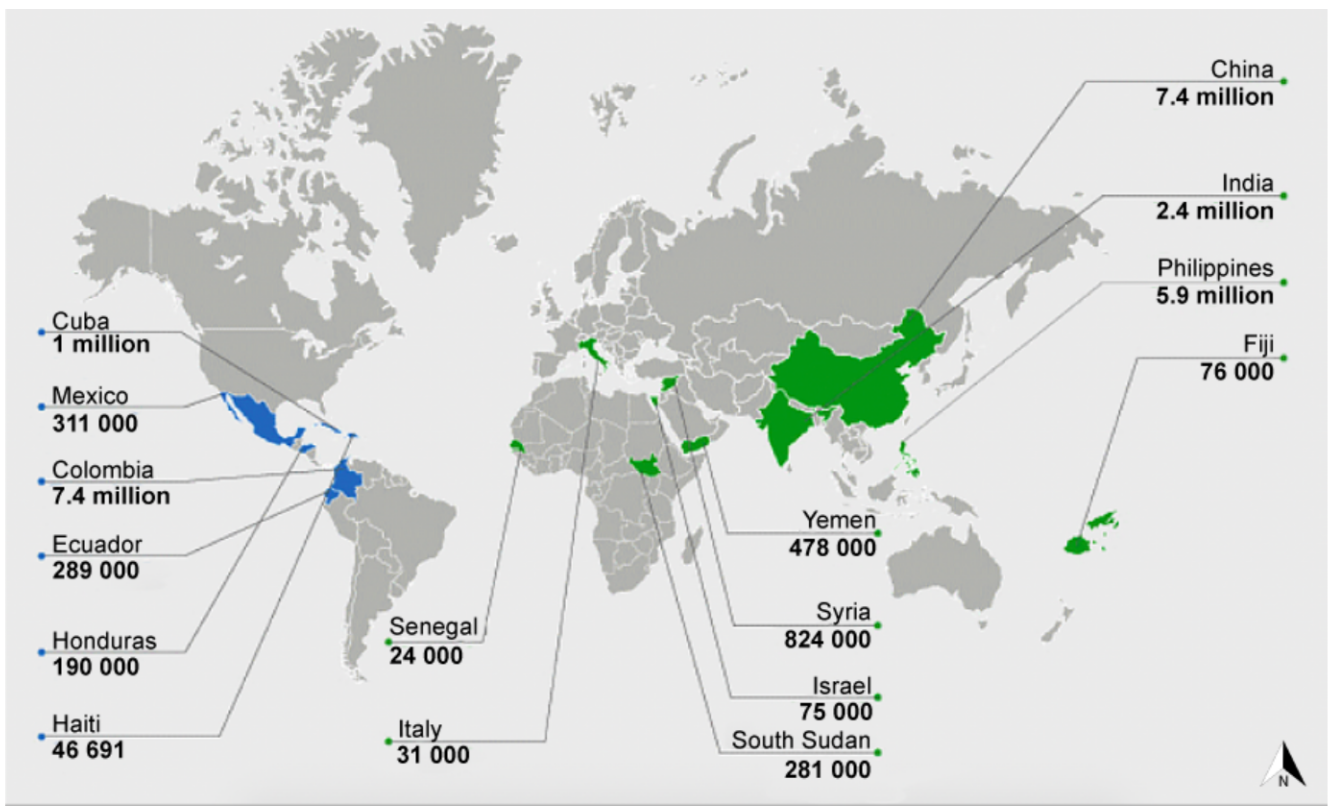 China
7.4 million
India
2.4 million
Philippines
5.9 million
Fiji
76 000
Cuba
1 million
Mexico
311 000
Colombia
7.4 million
Ecuador
289 000
Honduras
190 000
Haiti
46 691
Senegal
24 000
Italy
31 000
Yemen
478 000
Syria
824 000
Israel
75 000
South Sudan
281 000
N